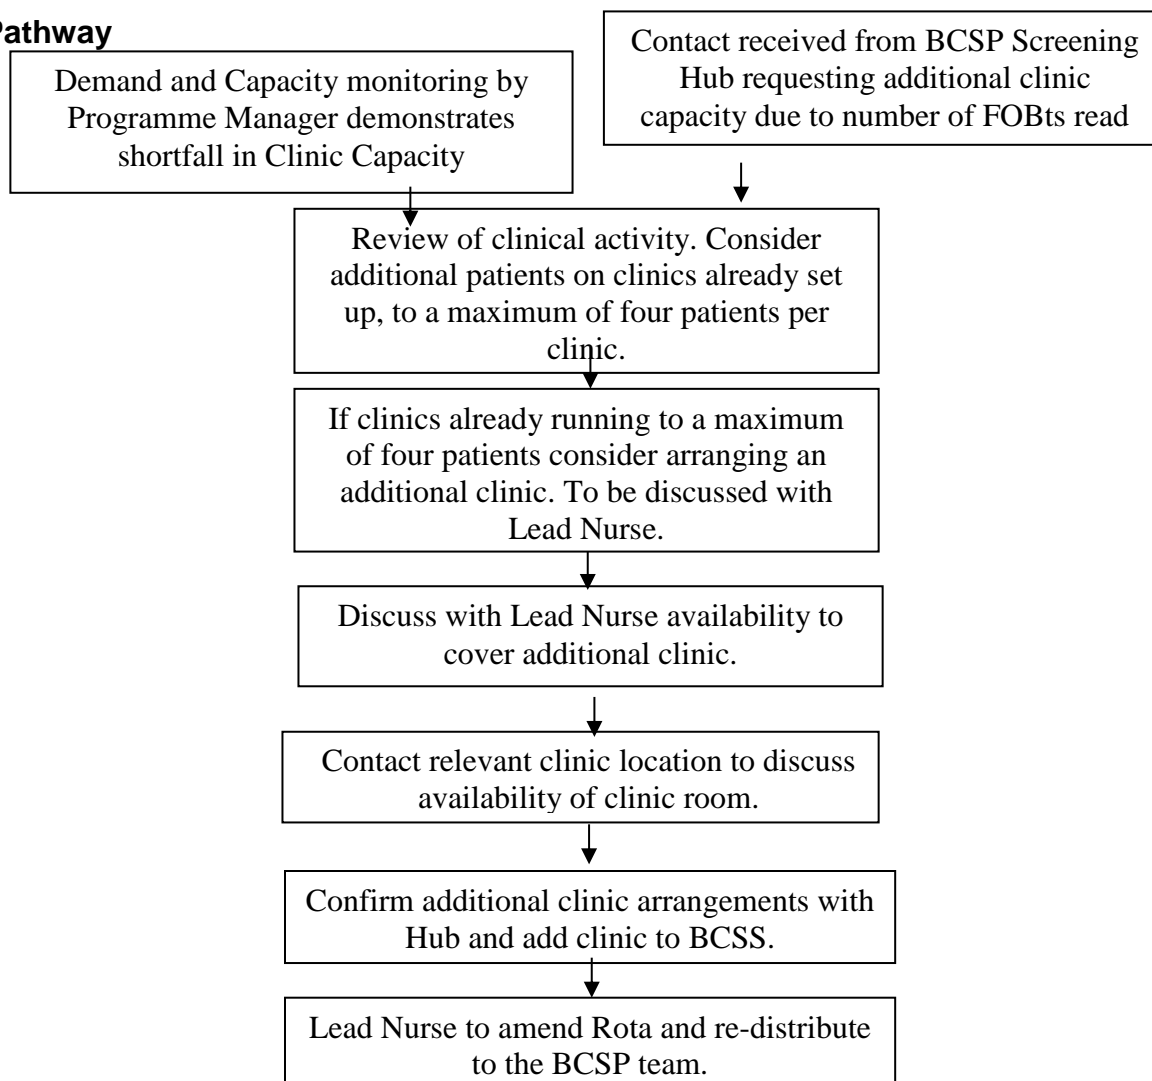 Pathway
Demand and Capacity monitoring by
Programme Manager demonstrates
shortfall in Clinic Capacity
Contact received from BCSP Screening
Hub requesting additional clinic
capacity due to number of FOBts read
Review of clinical activity. Consider
additional patients on clinics already set
up, to a maximum of four patients per
clinic.
If clinics already running to a maximum
of four patients consider arranging an
additional clinic. To be discussed with
Lead Nurse.
Discuss with Lead Nurse availability to
cover additional clinic.
Contact relevant clinic location to discuss
availability of clinic room.
Confirm additional clinic arrangements with
Hub and add clinic to BCSS.
Lead Nurse to amend Rota and re-distribute
to the BCSP team.